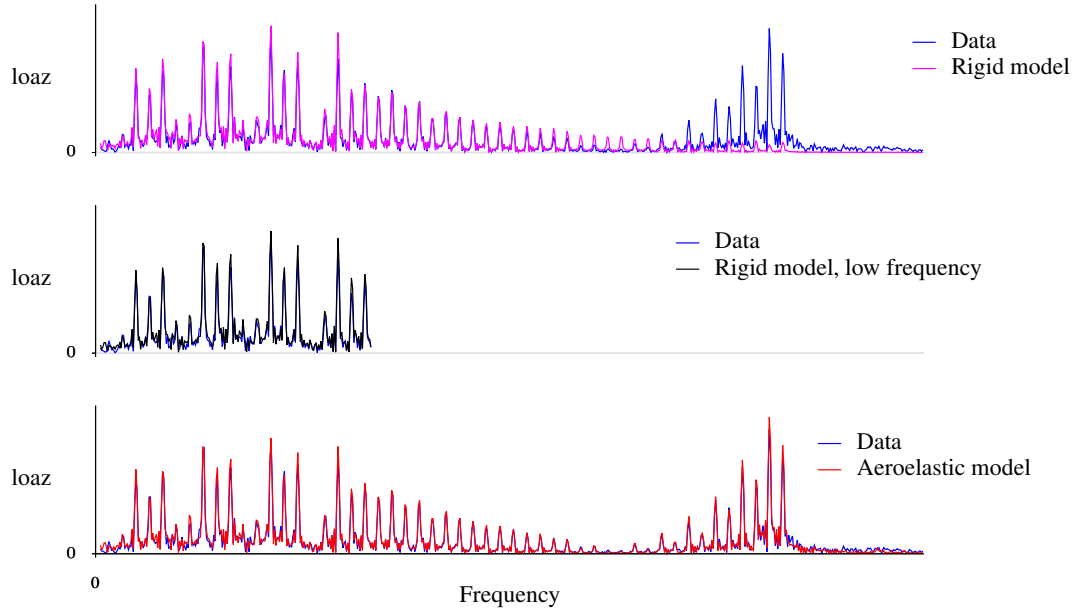 Data
Rigid model
loaz
0
Data
Rigid model, low frequency
loaz
0
Data
Aeroelastic model
loaz
0
0
Frequency